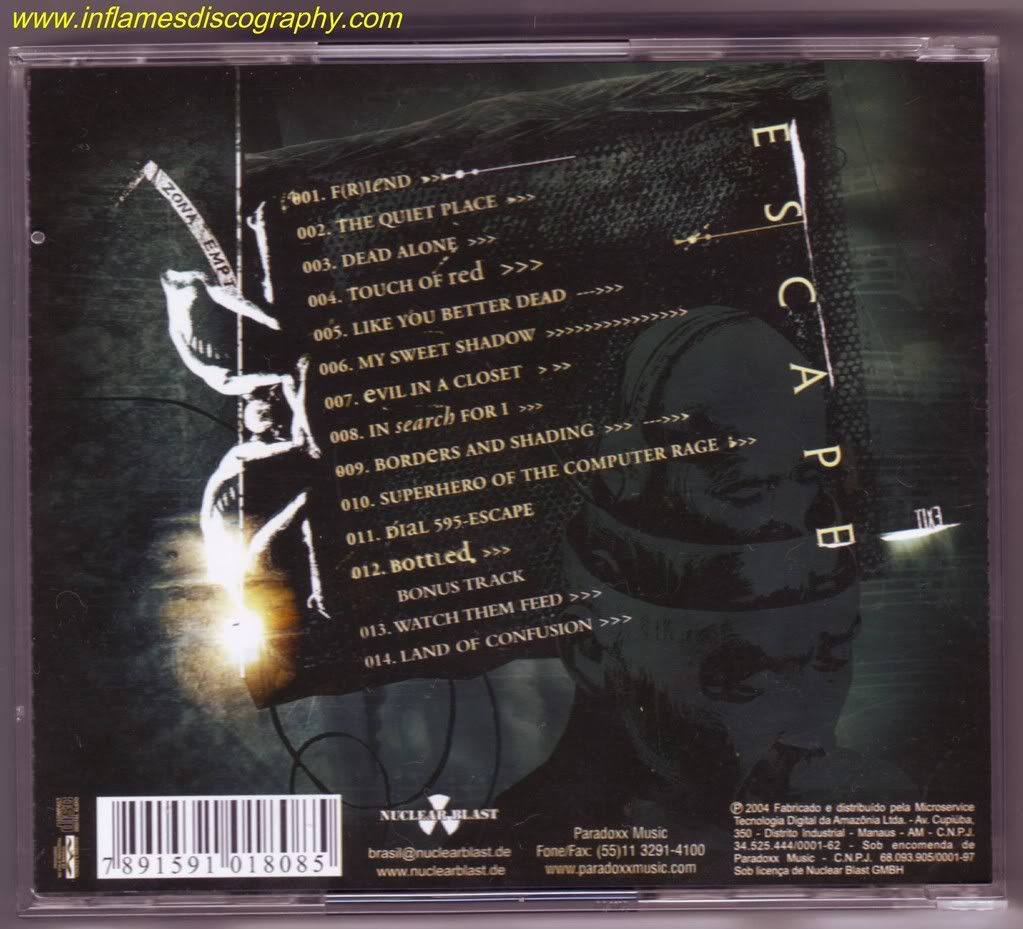 www.inflamesdiscography.com
ZONA EMPT
001. F(R)IeND >>>
002. THE QUIET PLACE >>>
003. DEAD ALONE >>>
004. TOUCH OF red >>>
005. LIKE YOU BETTER DEAD --->>>
006. MY SWEET SHADOW >>>>>>>>>>>>>>>>
007. eVIL IN A CLOSET > >>
008. IN search FOR I >>>
009. BORDeRS AND SHADING >>> --->>>
010. SUPERHERO OF THE COMPUTER RAGE >>>
011. DIAL 595-ESCAPE
012. BOTTLED >>>
BONUS TRACK
013. WATCH THEM FEED >>>
014. LAND OF CONFUSION >>>
ESCAPE
EXIT
7 891591 018085
NUCLEAR BLAST
brasil@nuclearblast.de
www.nuclearblast.de
Paradoxx Music
Fone/Fax: (55)11 3291-4100
www.paradoxxmusic.com
℗ 2004 Fabricado e distribuído pela Microservice
Tecnologia Digital da Amazônia Ltda. - Av. Cupiúba,
350 - Distrito Industrial - Manaus - AM - C.N.P.J.
34.525.444/0001-62 - Sob encomenda de
Paradoxx Music - C.N.P.J. 68.093.905/0001-97
Sob licença de Nuclear Blast GMBH